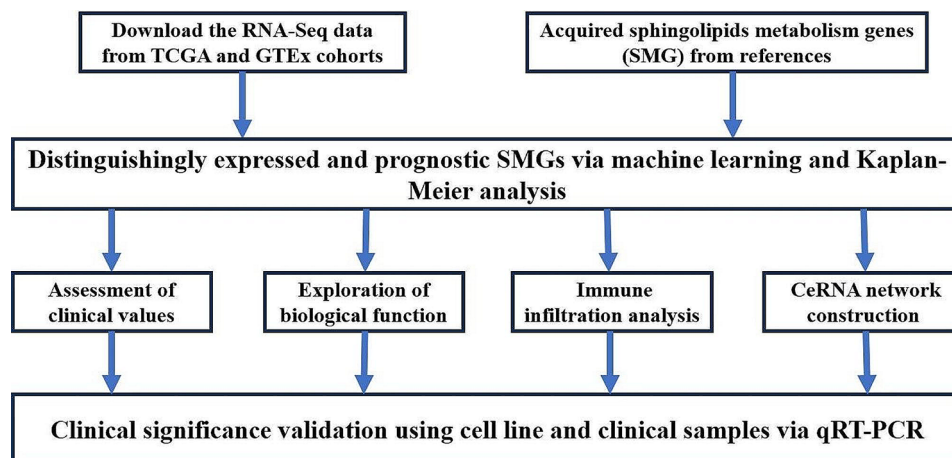 Download the RNA-Seq data
from TCGA and GTEx cohorts
Acquired sphingolipids metabolism genes
(SMG) from references
Distinguishingly expressed and prognostic SMGs via machine learning and Kaplan-
Meier analysis
Assessment of
clinical values
Exploration of
biological function
Immune
infiltration analysis
CeRNA network
construction
Clinical significance validation using cell line and clinical samples via qRT-PCR